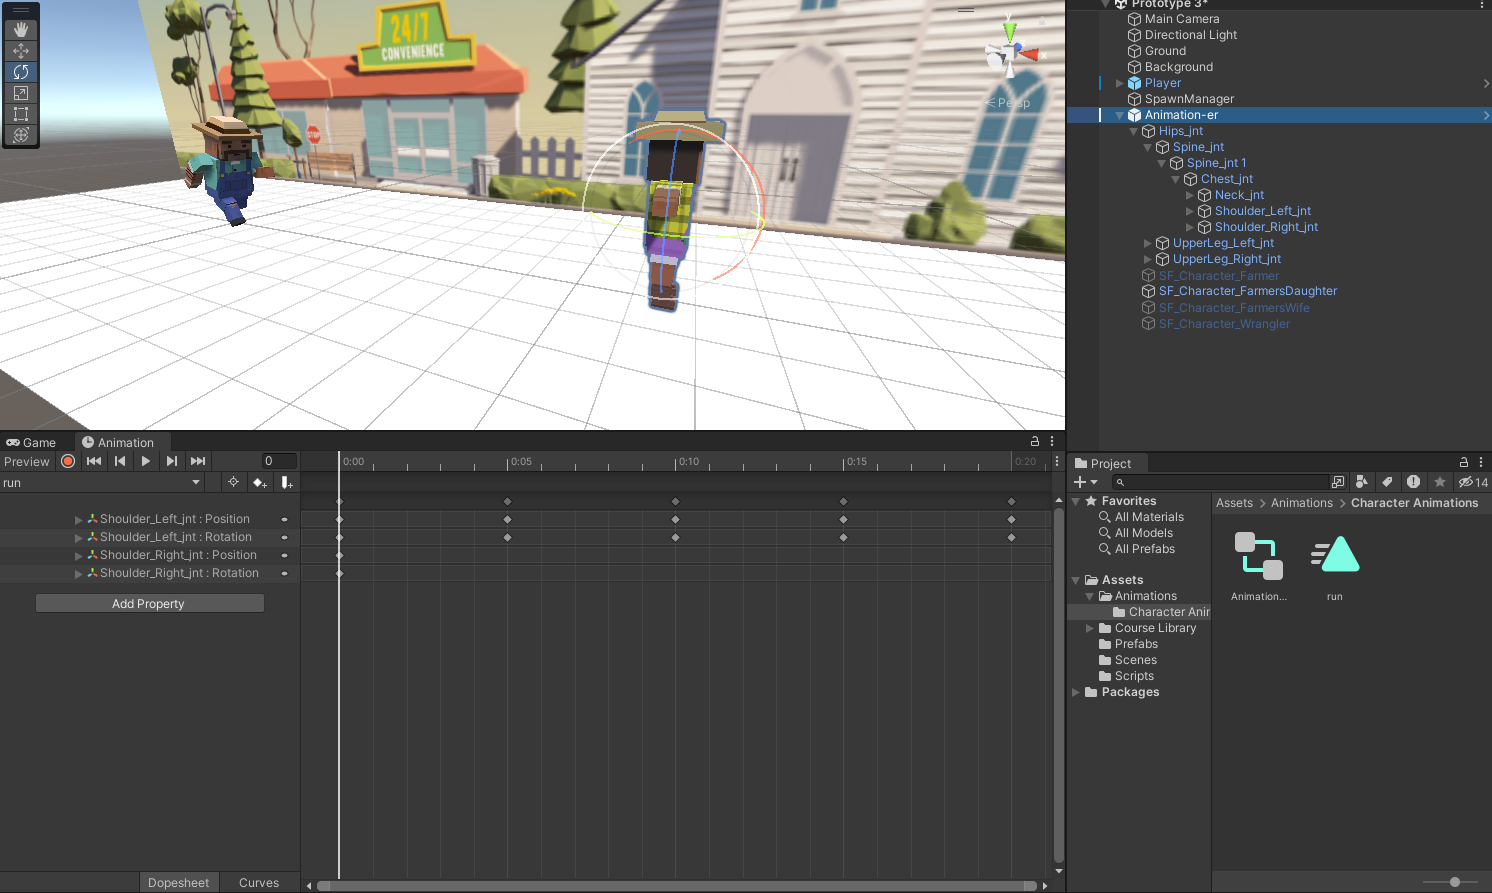 24/7
CONVENIENCE
y
x
Persp
Prototype 3*
Main Camera
Directional Light
Ground
Background
Player
SpawnManager
Animation-er
Hips_jnt
Spine_jnt
Spine_jnt 1
Chest_jnt
Neck_jnt
Shoulder_Left_jnt
Shoulder_Right_jnt
UpperLeg_Left_jnt
UpperLeg_Right_jnt
SF_Character_Farmer
SF_Character_FarmersDaughter
SF_Character_FarmersWife
SF_Character_Wrangler
Game
Animation
Preview
0
0:00
0:05
0:10
0:15
0:20
run
Shoulder_Left_jnt : Position
Shoulder_Left_jnt : Rotation
Shoulder_Right_jnt : Position
Shoulder_Right_jnt : Rotation
Add Property
Dopesheet
Curves
Project
14
Favorites
All Materials
All Models
All Prefabs
Assets
Animations
Character Anir
Course Library
Prefabs
Scenes
Scripts
Packages
Assets > Animations > Character Animations
Animation...
run